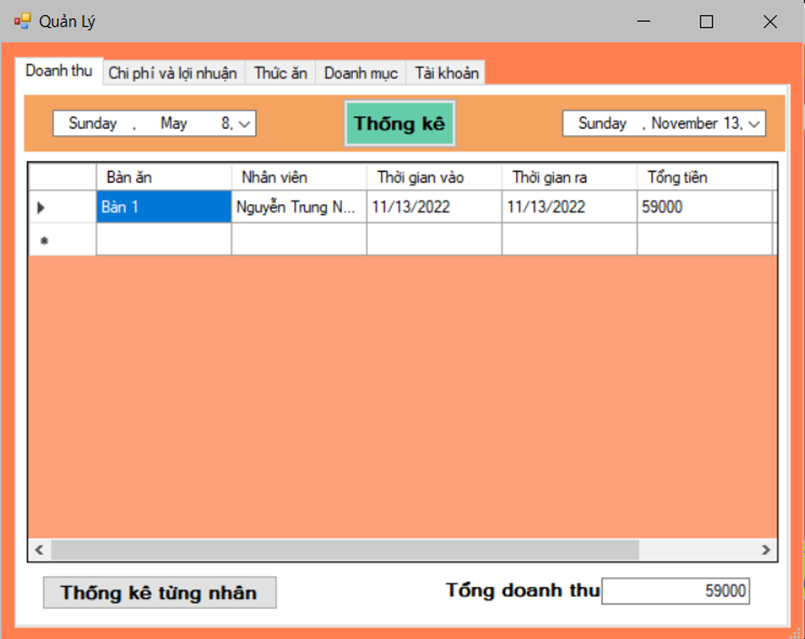 Quản Lý
Doanh thu Chi phí và lợi nhuận Thức ăn Doanh mục Tài khoản
Sunday , May 8, Thống kê Sunday , November 13,
Bàn ăn Nhân viên Thời gian vào Thời gian ra Tổng tiền
Bàn 1 Nguyễn Trung N... 11/13/2022 11/13/2022 59000
Thống kê từng nhân Tổng doanh thu 59000